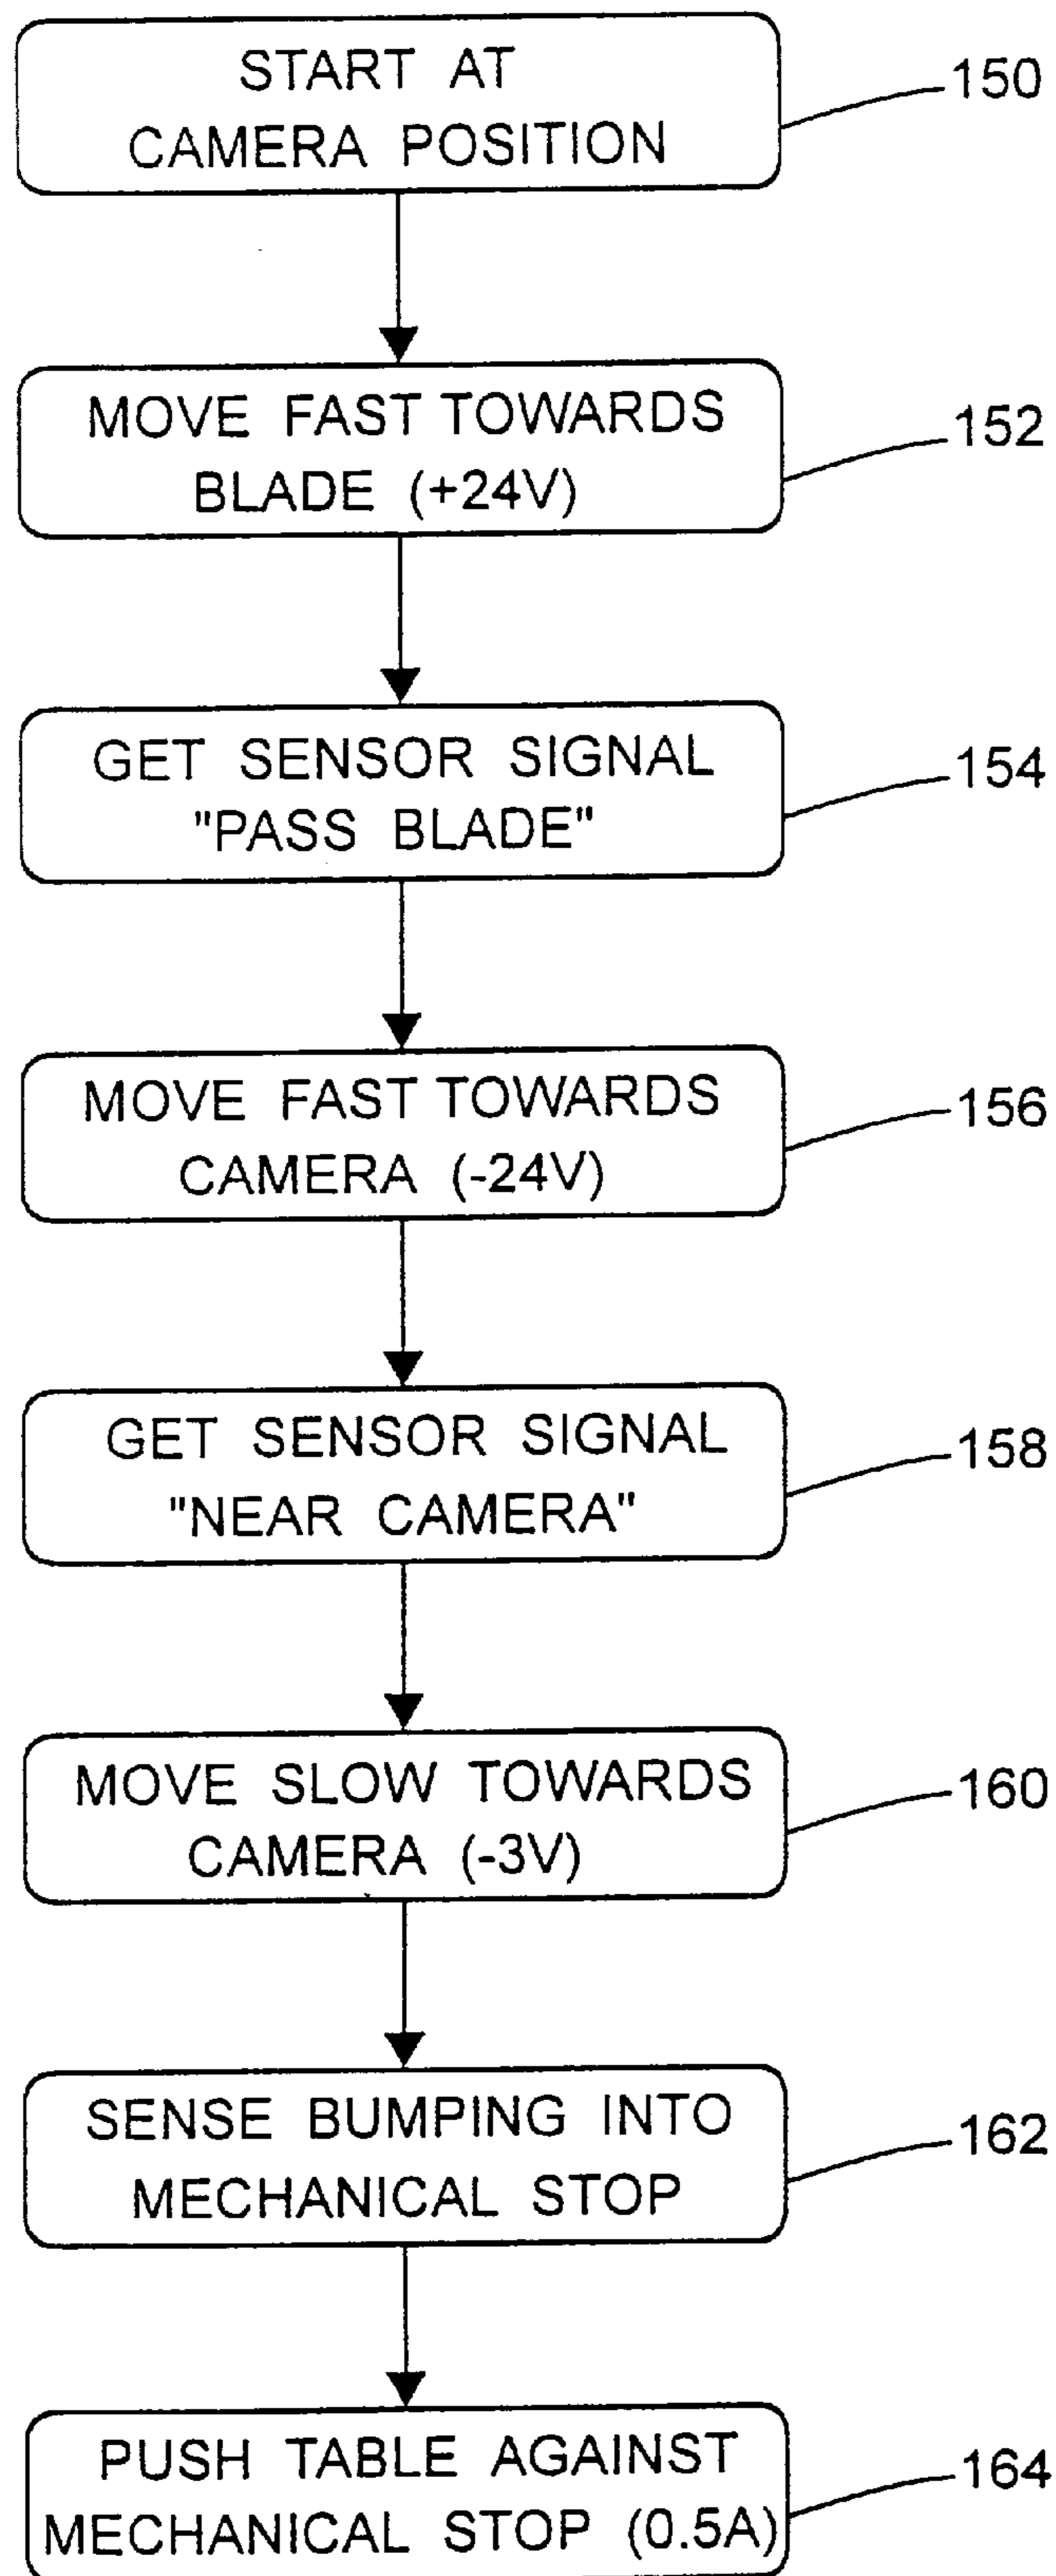 START AT
CAMERA POSITION
150
MOVE FAST TOWARDS
BLADE (+24V)
152
GET SENSOR SIGNAL
"PASS BLADE"
154
MOVE FAST TOWARDS
CAMERA (-24V)
156
GET SENSOR SIGNAL
"NEAR CAMERA"
158
MOVE SLOW TOWARDS
CAMERA (-3V)
160
SENSE BUMPING INTO
MECHANICAL STOP
162
PUSH TABLE AGAINST
MECHANICAL STOP (0.5A)
164